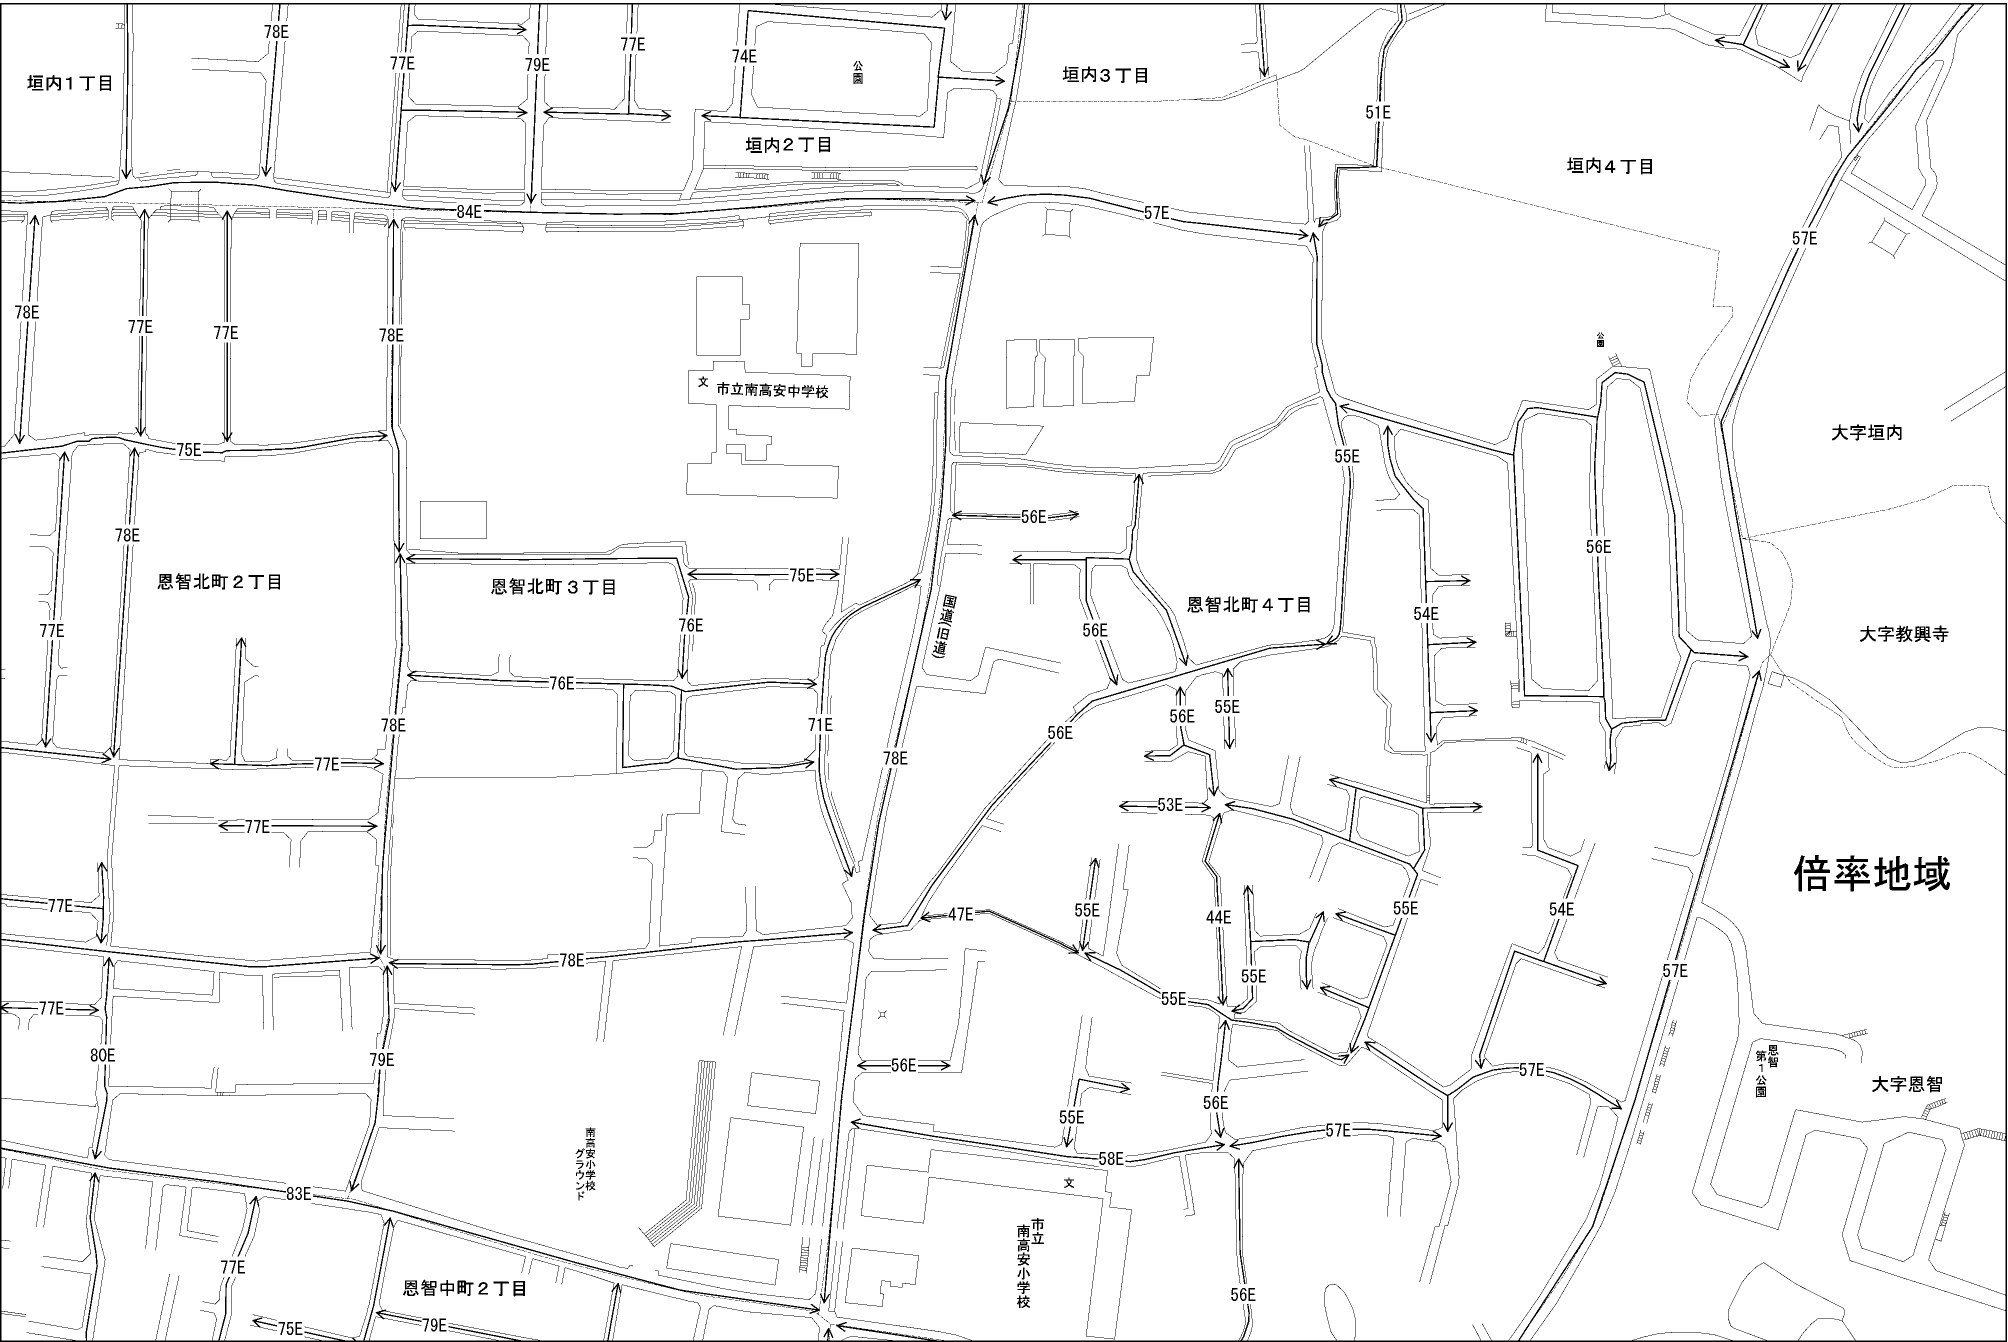 78E
77E
79E
77E
74E
公園
垣内1丁目
垣内3丁目
51E
垣内2丁目
垣内4丁目
84E
57E
57E
78E
77E
77E
78E
公園
文
市立南高安中学校
大字垣内
75E
55E
78E
56E
56E
恩智北町2丁目
恩智北町3丁目
75E
国道(旧道)
恩智北町4丁目
54E
77E
76E
56E
大字教興寺
76E
78E
71E
56E
55E
56E
77E
78E
77E
53E
倍率地域
77E
47E
55E
44E
55E
54E
78E
55E
55E
57E
77E
80E
79E
56E
57E
恩智
第1公園
大字恩智
55E
56E
57E
58E
南高安小学校
グラウンド
83E
文
市立
南高安小学校
77E
恩智中町2丁目
56E
75E
79E